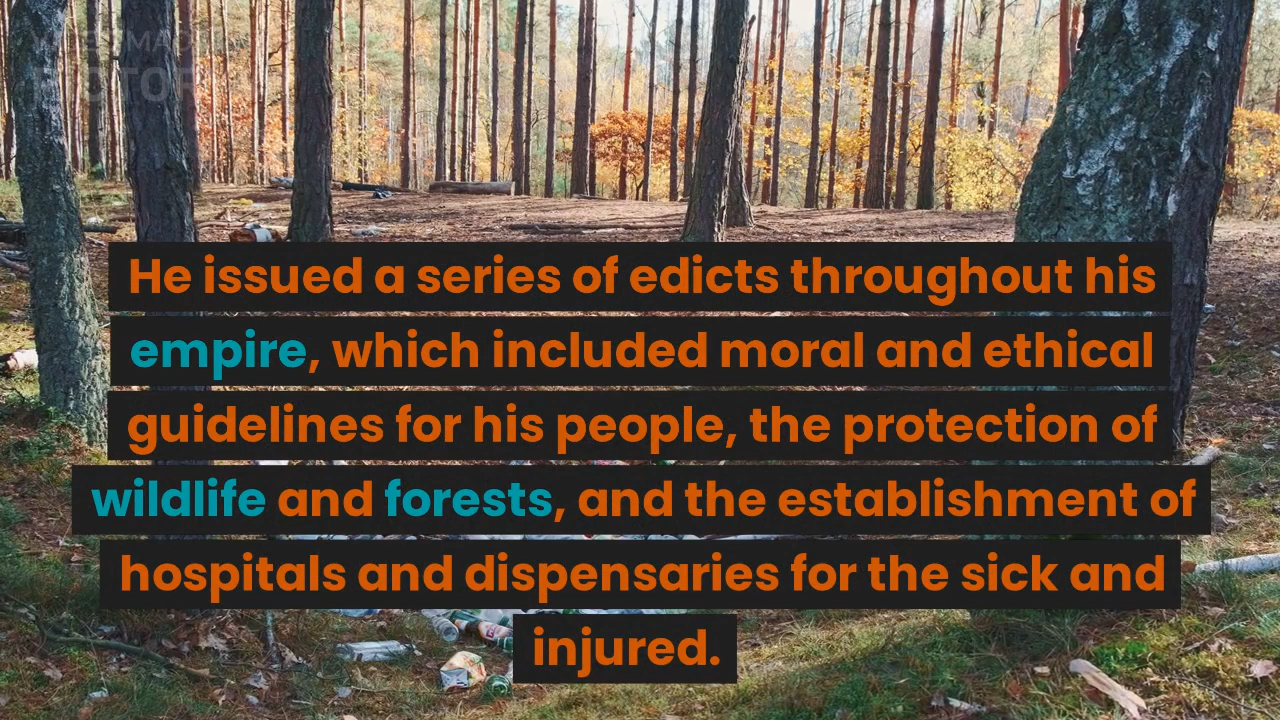 He issued a series of edicts throughout his
empire, which included moral and ethical
guidelines for his people, the protection of
wildlife and forests, and the establishment of
hospitals and dispensaries for the sick and
injured.